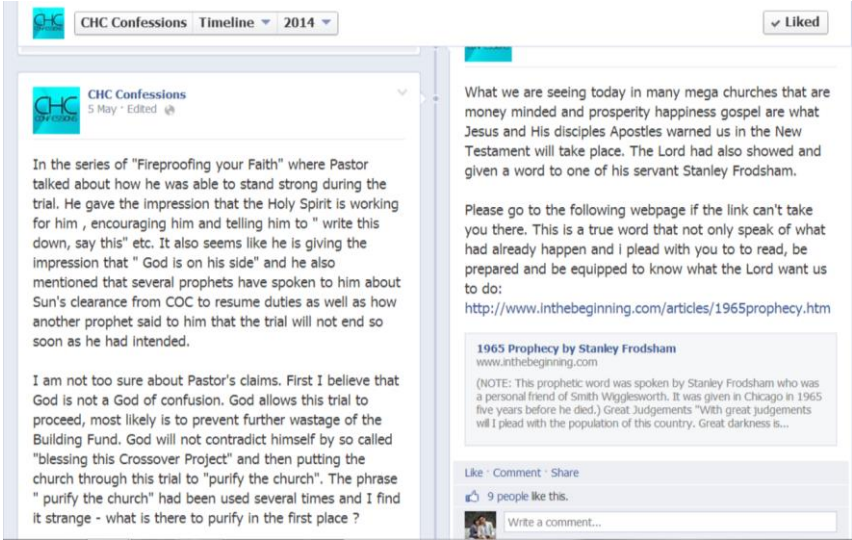 CHC Confessions Timeline 2014
Liked
CHC Confessions
5 May · Edited
In the series of "Fireproofing your Faith" where Pastor
talked about how he was able to stand strong during the
trial. He gave the impression that the Holy Spirit is working
for him , encouraging him and telling him to " write this
down, say this" etc. It also seems like he is giving the
impression that " God is on his side" and he also
mentioned that several prophets have spoken to him about
Sun's clearance from COC to resume duties as well as how
another prophet said to him that the trial will not end so
soon as he had intended.
I am not too sure about Pastor's claims. First I believe that
God is not a God of confusion. God allows this trial to
proceed, most likely is to prevent further wastage of the
Building Fund. God will not contradict himself by so called
"blessing this Crossover Project" and then putting the
church through this trial to "purify the church". The phrase
" purify the church" had been used several times and I find
it strange - what is there to purify in the first place ?
What we are seeing today in many mega churches that are
money minded and prosperity happiness gospel are what
Jesus and His disciples Apostles warned us in the New
Testament will take place. The Lord had also showed and
given a word to one of his servant Stanley Frodsham.
Please go to the following webpage if the link can't take
you there. This is a true word that not only speak of what
had already happen and i plead with you to to read, be
prepared and be equipped to know what the Lord want us
to do:
http://www.inthebeginning.com/articles/1965prophecy.htm
1965 Prophecy by Stanley Frodsham
www.inthebeginning.com
(NOTE: This prophetic word was spoken by Stanley Frodsham who was
a personal friend of Smith Wigglesworth. It was given in Chicago in 1965
five years before he died.) Great Judgements "With great judgements
will I plead with the population of this country. Great darkness is...
Like · Comment · Share
9 people like this.
Write a comment...